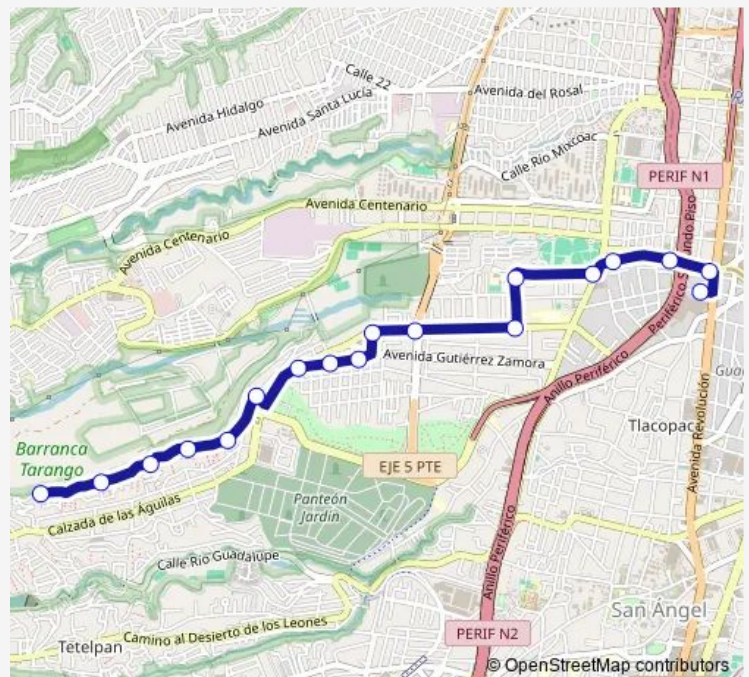 Calle 22
Avenida del Rosal
Avenida Hidalgo
Avenida Santa Lucía
Calle Río Mixcoac
PERIF N1
Avenida Centenario
Avenida Centenario
Periférico Segundo Piso
Avenida Gutiérrez Zamora
Anillo Periférico
Avenida Revolución
Tlacopac
Barranca
Tarango
EJE 5 PTE
Calzada de las Águilas
Panteón
Jardín
Anillo Periférico
Calle Río Guadalupe
San Ángel
Camino al Desierto de los Leones
PERIF N2
Tetelpan
© OpenStreetMap contributors